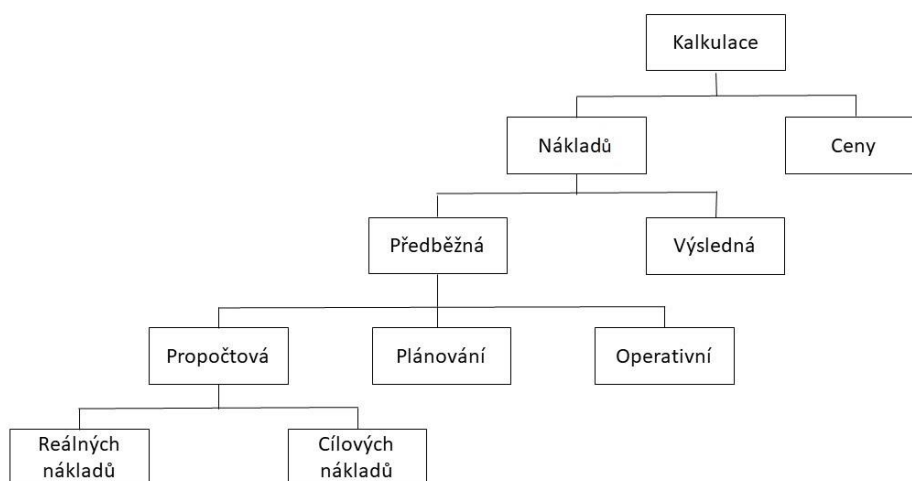 Kalkulace
Nákladů
Ceny
Předběžná
Výsledná
Propočtová
Plánování
Operativní
Reálných
nákladů
Cílových
nákladů